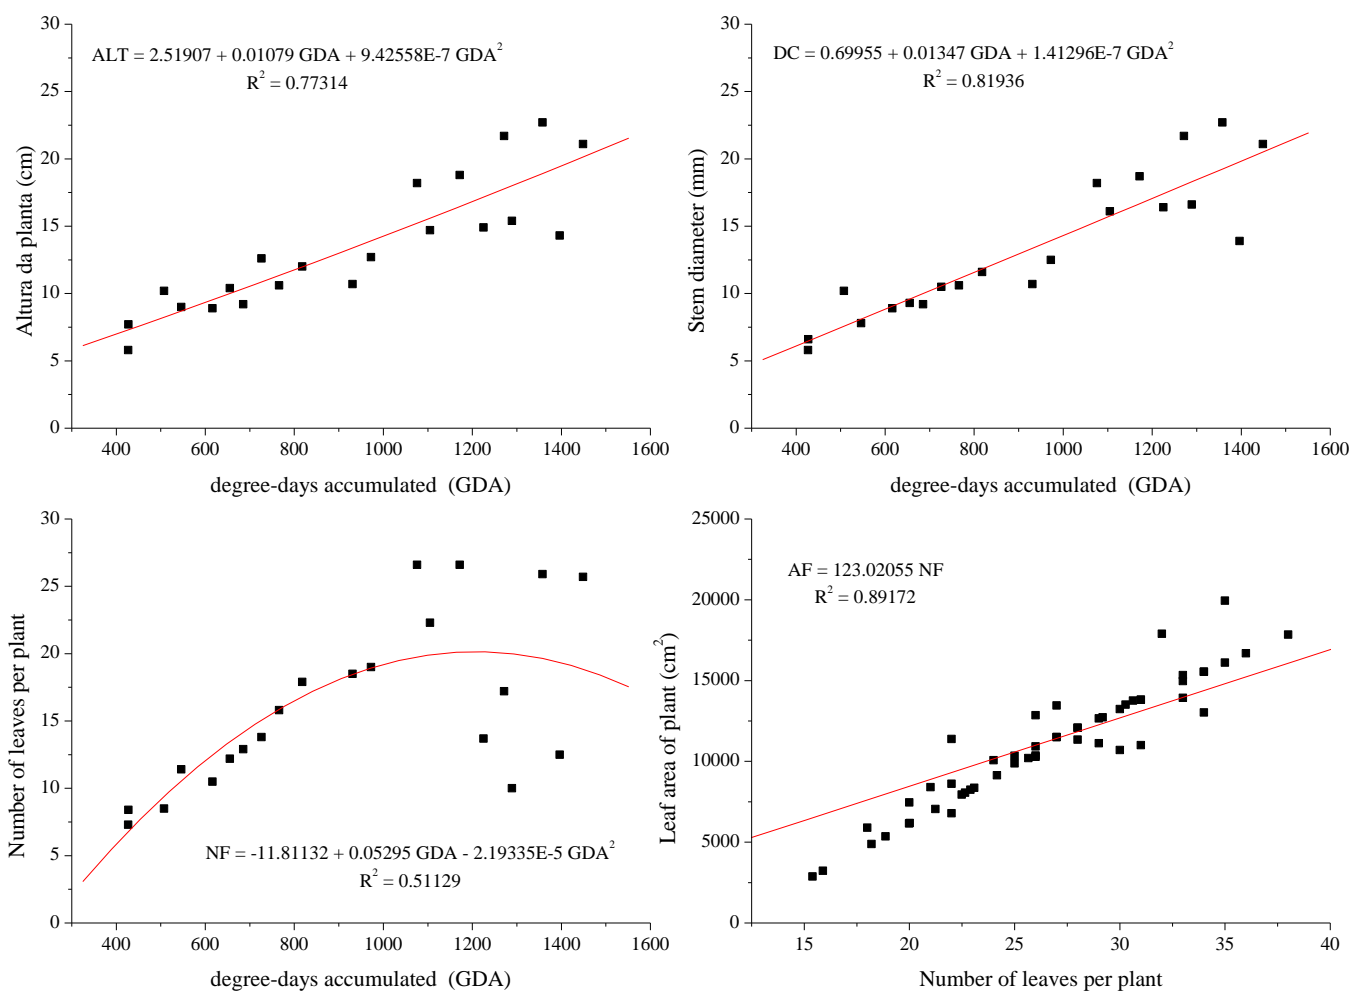 30
25
20
15
10
5
0
Altura da planta (cm)
ALT = 2.51907 + 0.01079 GDA + 9.42558E-7 GDA²
R² = 0.77314
400 600 800 1000 1200 1400 1600
degree-days accumulated (GDA)
30
25
20
15
10
5
0
Stem diameter (mm)
DC = 0.69955 + 0.01347 GDA + 1.41296E-7 GDA²
R² = 0.81936
400 600 800 1000 1200 1400 1600
degree-days accumulated (GDA)
30
25
20
15
10
5
0
Number of leaves per plant
NF = -11.81132 + 0.05295 GDA - 2.19335E-5 GDA²
R² = 0.51129
400 600 800 1000 1200 1400 1600
degree-days accumulated (GDA)
25000
20000
15000
10000
5000
0
Leaf area of plant (cm²)
AF = 123.02055 NF
R² = 0.89172
15 20 25 30 35 40
Number of leaves per plant